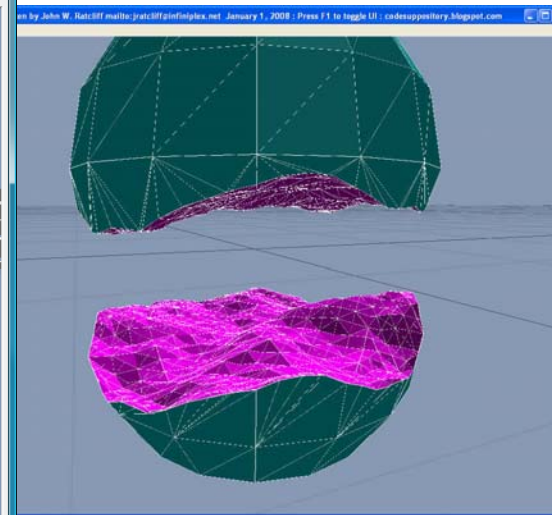 en by John W. Ratcliff mailto:jratcliff@infiniplex.net January 1, 2008 : Press F1 to toggle UI : codesuppository.blogspot.com